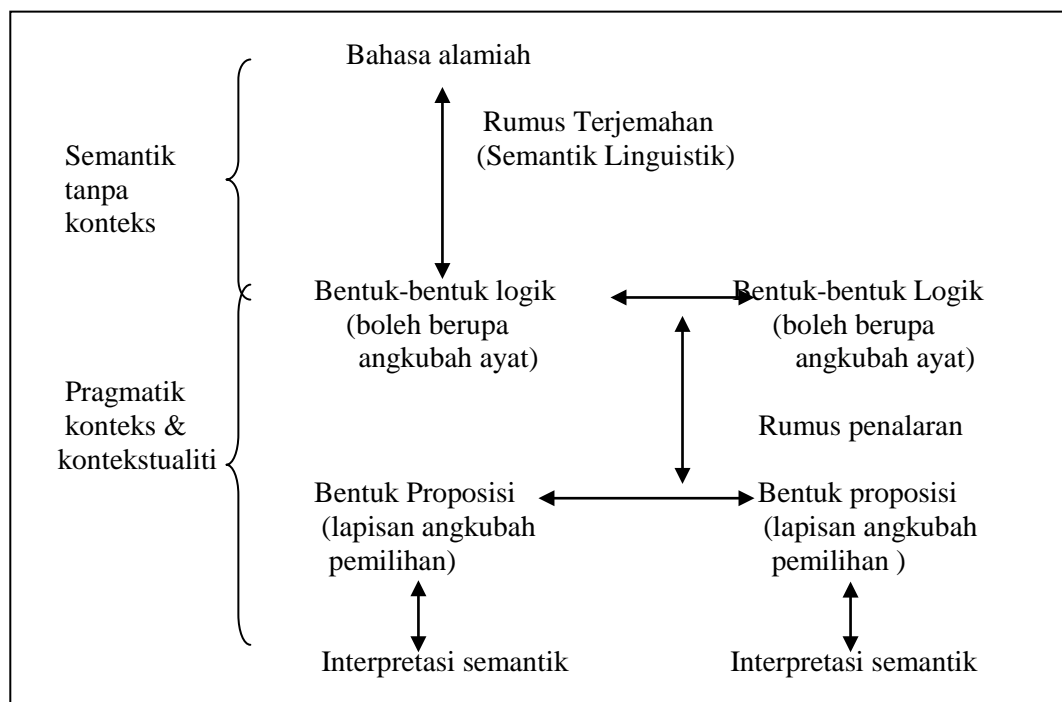 Bahasa alamiah
Rumus Terjemahan
(Semantik Linguistik)
Semantik
tanpa
konteks
Bentuk-bentuk logik
(boleh berupa
angkubah ayat)
Bentuk-bentuk Logik
(boleh berupa
angkubah ayat)
Pragmatik
konteks &
kontekstualiti
Rumus penalaran
Bentuk Proposisi
(lapisan angkubah
pemilihan)
Bentuk proposisi
(lapisan angkubah
pemilihan )
Interpretasi semantik
Interpretasi semantik